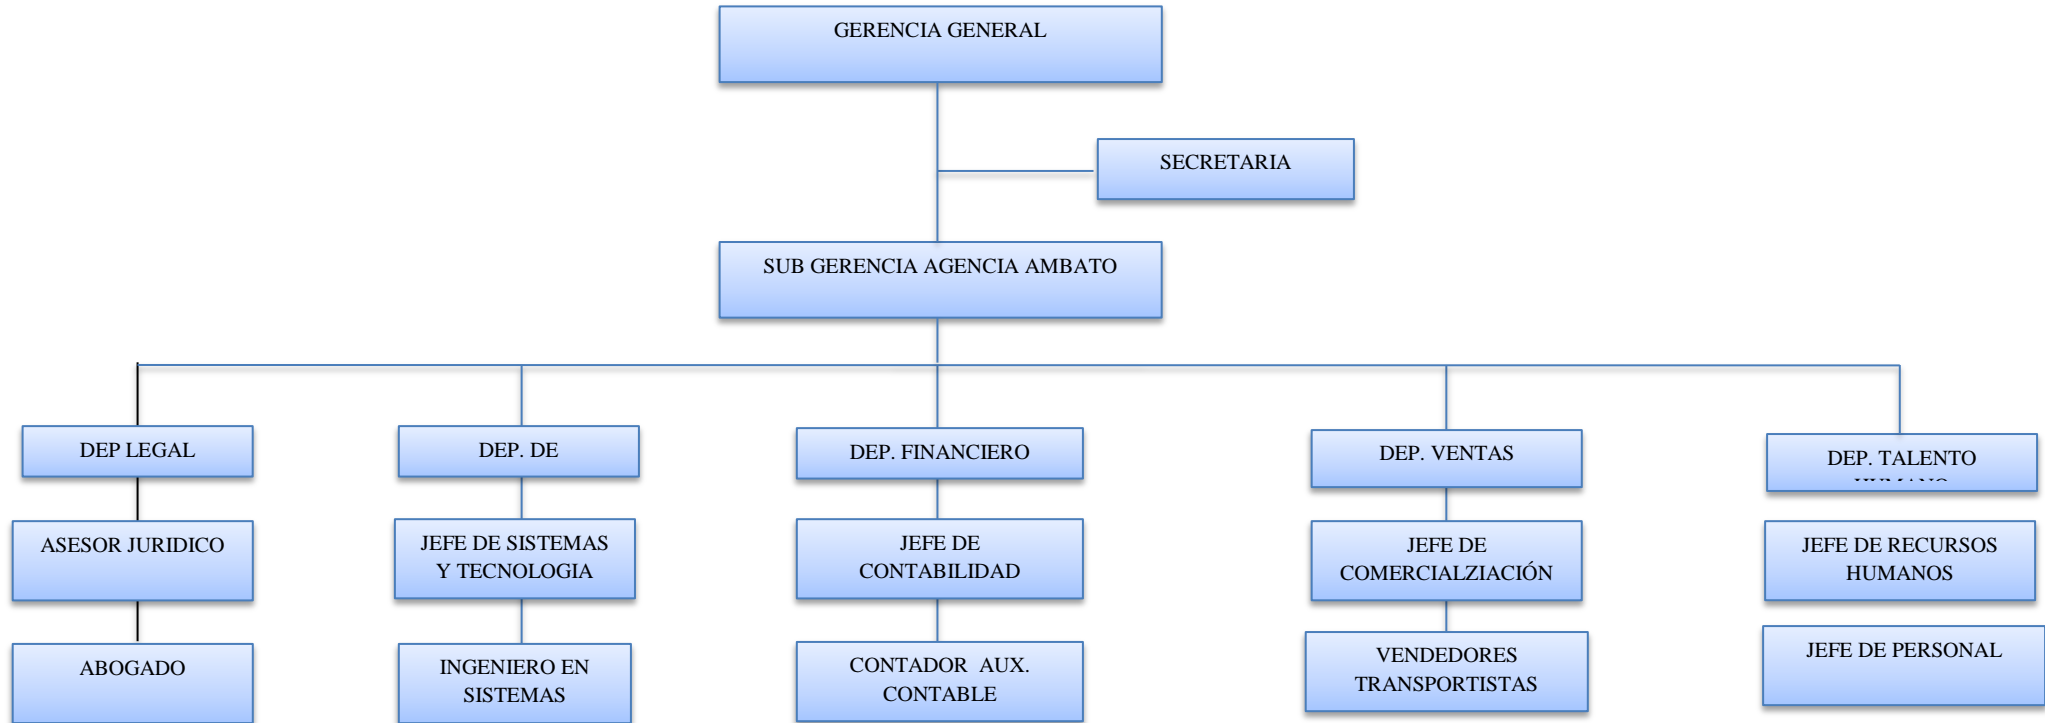 GERENCIA GENERAL
SECRETARIA
SUB GERENCIA AGENCIA AMBATO
DEP LEGAL
DEP. DE
DEP. FINANCIERO
DEP. VENTAS
DEP. TALENTO
ASESOR JURIDICO
JEFE DE SISTEMAS
Y TECNOLOGIA
JEFE DE
CONTABILIDAD
JEFE DE
COMERCIALZIACIÓN
JEFE DE RECURSOS
HUMANOS
ABOGADO
INGENIERO EN
SISTEMAS
CONTADOR  AUX.
CONTABLE
VENDEDORES
TRANSPORTISTAS
JEFE DE PERSONAL